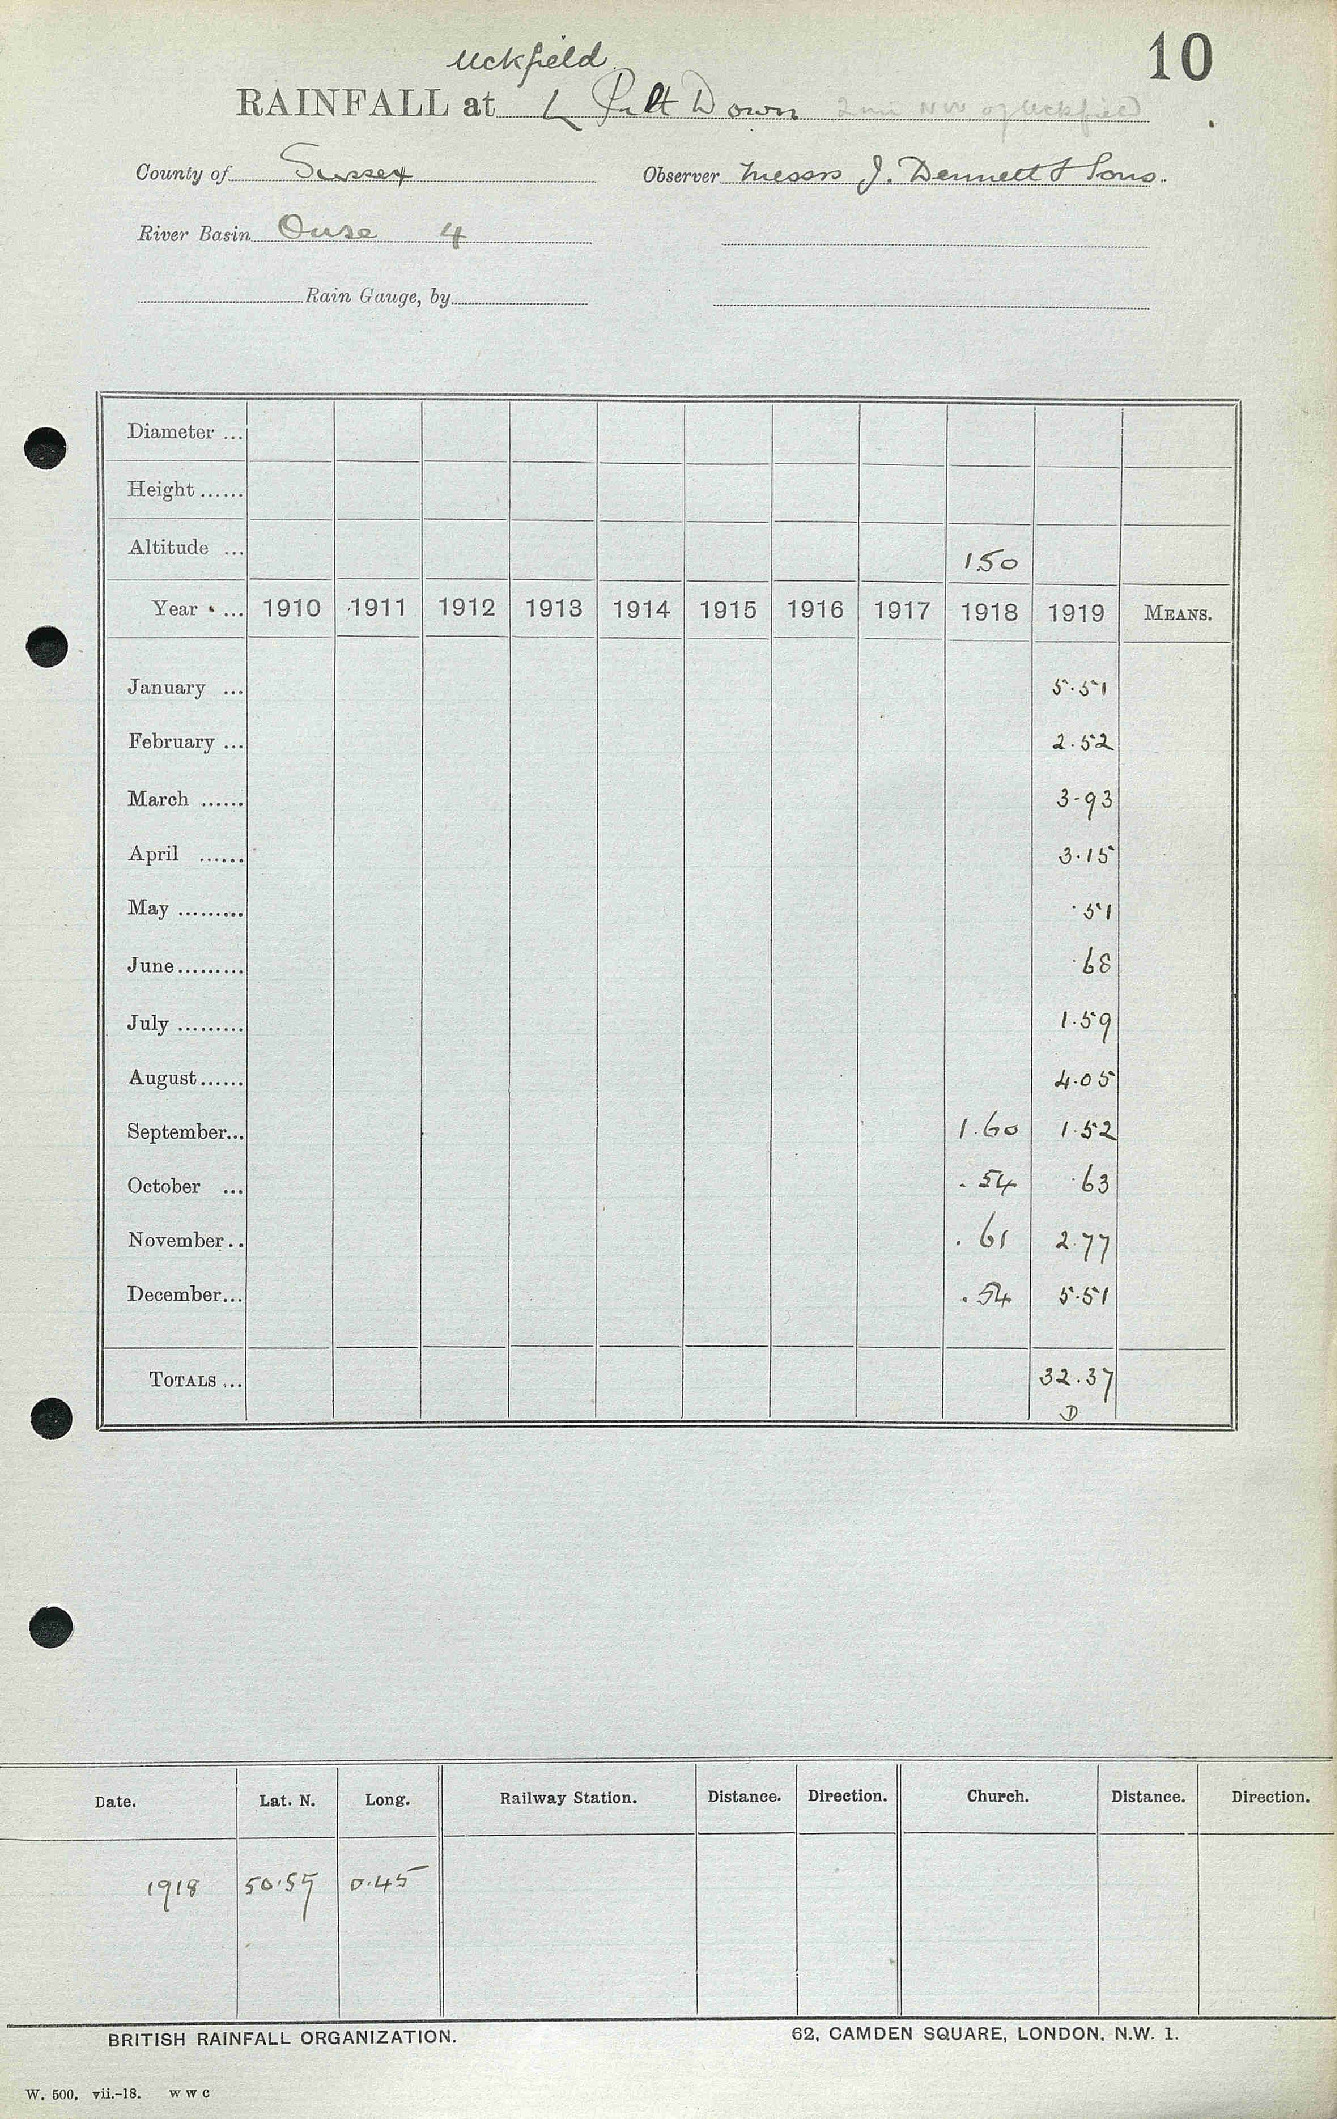 10
Uckfield
RAINFALL at Pilt Down 2 mi NW of Uckfield
County of Sussex Observer Messrs J. Dennett & Sons.
River Basin Ouse 4
Rain Gauge, by
Diameter ...
Height ......
Altitude ... 150
Year ... 1910 1911 1912 1913 1914 1915 1916 1917 1918 1919 MEANS.
January ... 5.51
February ... 2.52
March ...... 3.93
April ...... 3.15
May ......... .51
June ......... .68
July ......... 1.59
August ...... 4.05
September... 1.60 1.52
October ... .54 .63
November .. .61 2.77
December... .54 5.51
TOTALS ... 32.37
D
Date. Lat. N. Long. Railway Station. Distance. Direction. Church. Distance. Direction.
1918 50.59 0.45
BRITISH RAINFALL ORGANIZATION. 62, CAMDEN SQUARE, LONDON, N.W. 1.
W. 500. vii.-18. w w c